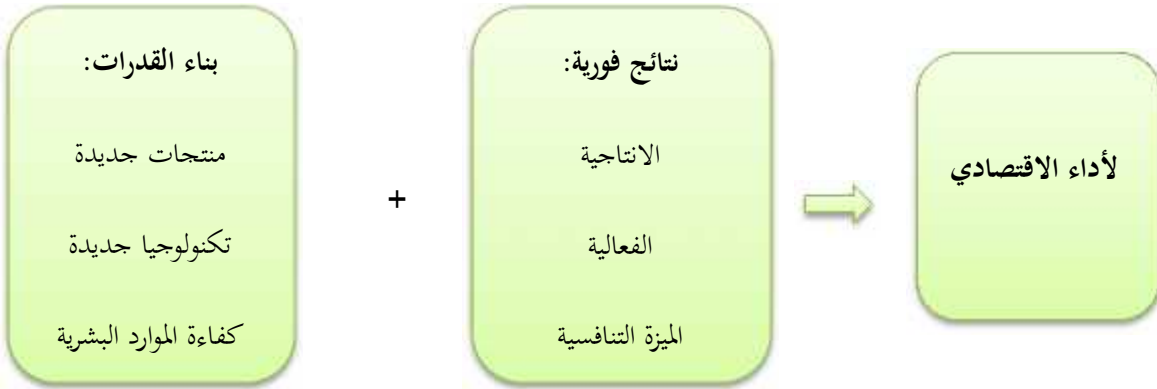 بناء القدرات:
منتجات جديدة
تكنولوجيا جديدة
كفاءة الموارد البشرية
+
نتائج فورية:
الانتاجية
الفعالية
الميزة التنافسية
لأداء الاقتصادي